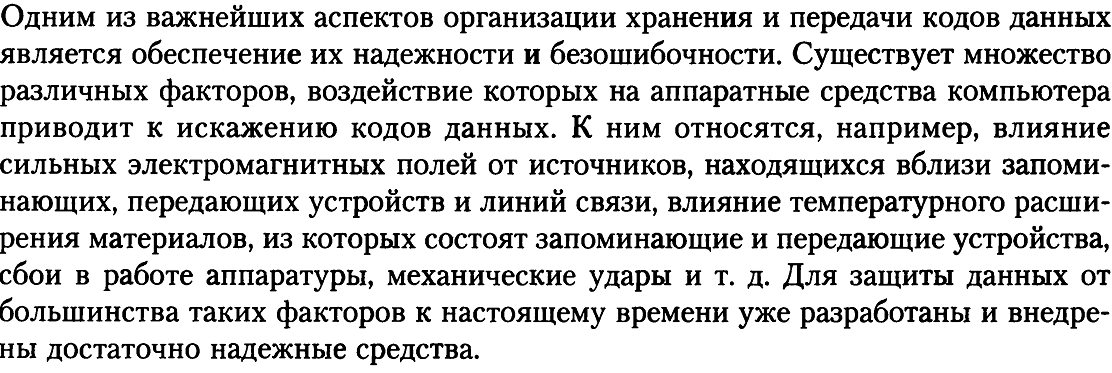 Одним из важнейших аспектов организации хранения и передачи кодов данных
является обеспечение их надежности и безошибочности. Существует множество
различных факторов, воздействие которых на аппаратные средства компьютера
приводит к искажению кодов данных. К ним относятся, например, влияние
сильных электромагнитных полей от источников, находящихся вблизи запоми-
нающих, передающих устройств и линий связи, влияние температурного расши-
рения материалов, из которых состоят запоминающие и передающие устройства,
сбои в работе аппаратуры, механические удары и т. д. Для защиты данных от
большинства таких факторов к настоящему времени уже разработаны и внедре-
ны достаточно надежные средства.